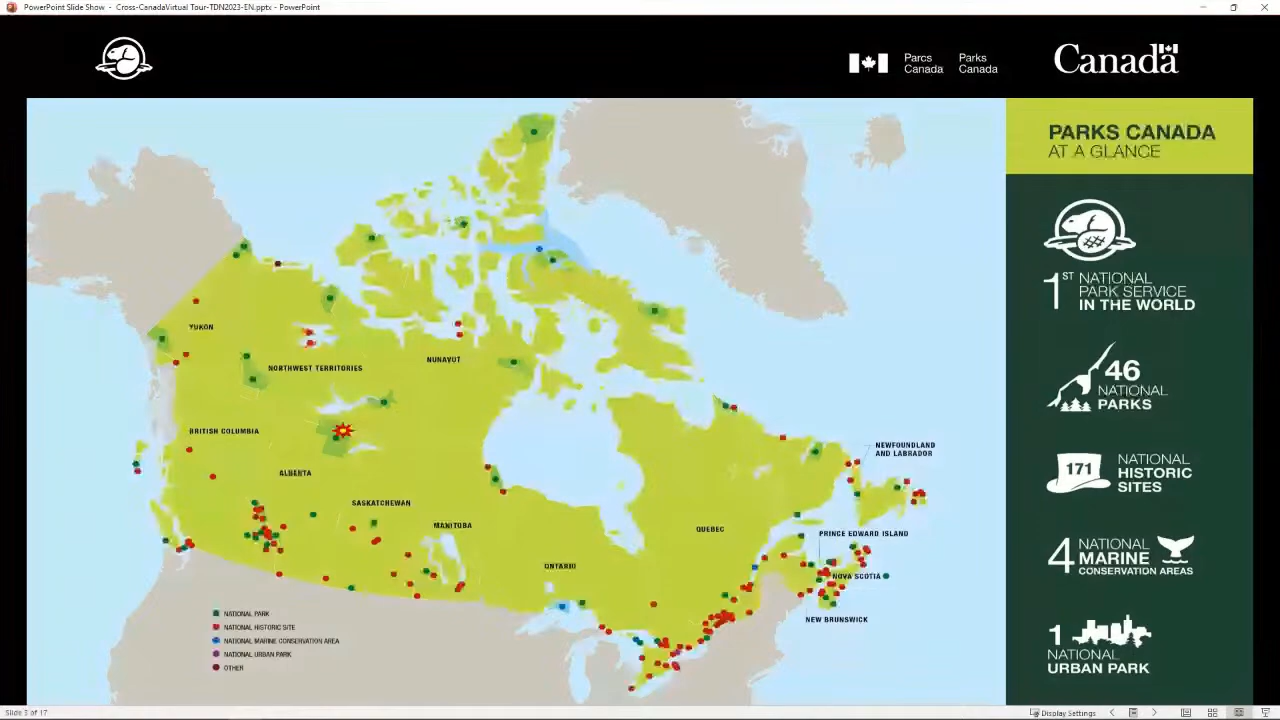 PowerPoint Slide Show - Cross-CanadaVirtual Tour-TDN2023-EN.pptx - PowerPoint
Parcs Canada
Parks Canada
Canada
PARKS CANADA
AT A GLANCE
1ST NATIONAL
PARK SERVICE
IN THE WORLD
46
NATIONAL
PARKS
171
NATIONAL
HISTORIC
SITES
4 NATIONAL
MARINE
CONSERVATION AREAS
1
NATIONAL
URBAN PARK
YUKON
NORTHWEST TERRITORIES
NUNAVUT
BRITISH COLUMBIA
ALBERTA
SASKATCHEWAN
MANITOBA
ONTARIO
QUEBEC
NEWFOUNDLAND
AND LABRADOR
PRINCE EDWARD ISLAND
NOVA SCOTIA
NEW BRUNSWICK
NATIONAL PARK
NATIONAL HISTORIC SITE
NATIONAL MARINE CONSERVATION AREA
NATIONAL URBAN PARK
OTHER
Slide 3 of 17
Display Settings